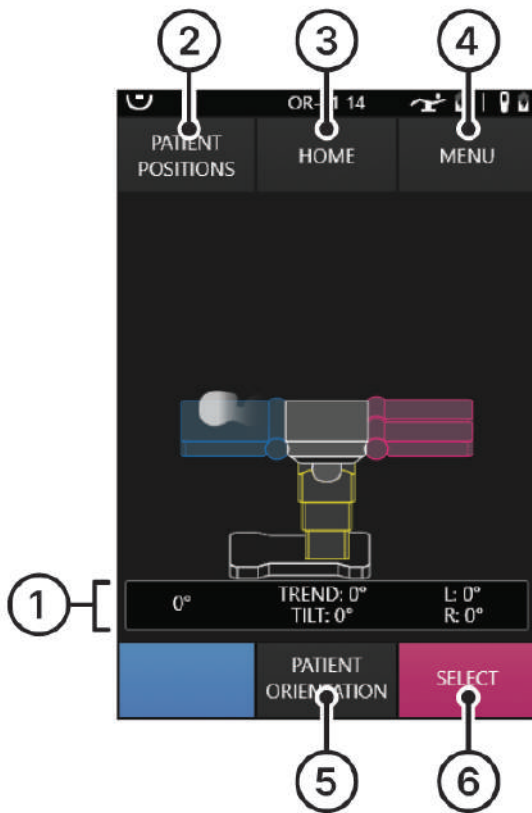 2 3 4
OR- 14
PATIENT
POSITIONS
HOME
MENU
1
0°
TREND: 0°
TILT: 0°
L: 0°
R: 0°
PATIENT
ORIENTATION
SELECT
5 6